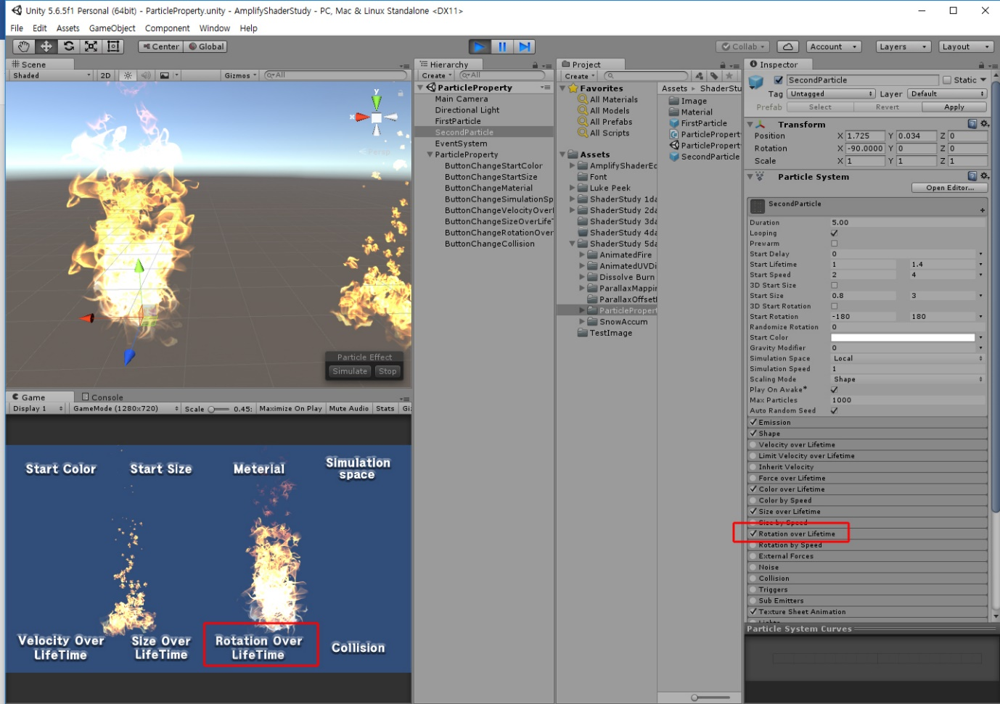 Unity 5.6.5f1 Personal (64bit) - ParticleProperty.unity - AmplifyShaderStudy - PC, Mac & Linux Standalone <DX11>
File Edit Assets GameObject Component Window Help
Center Global
Collab Account Layers Layout
Scene
Shaded 2D Gizmos All
y
x
Persp
Particle Effect
Simulate Stop
Game Console
Display 1 GameMode (1280x720) Scale 0.45: Maximize On Play Mute Audio Stats Gi
Start Color Start Size Meterial Simulation
space
Velocity Over
LifeTime
Size Over
LifeTime
Rotation Over
LifeTime
Collision
Hierarchy
Create All
ParticleProperty
Main Camera
Directional Light
FirstParticle
SecondParticle
EventSystem
ParticleProperty
ButtonChangeStartColor
ButtonChangeStartSize
ButtonChangeMaterial
ButtonChangeSimulationSp
ButtonChangeVelocityOverl
ButtonChangeSizeOverLife
ButtonChangeRotationOver
ButtonChangeCollision
Project
Create
Favorites
All Materials
All Models
All Prefabs
All Scripts
Assets
AmplifyShaderEd
Font
Luke Peek
ShaderStudy 1da
ShaderStudy 2da
ShaderStudy 3da
ShaderStudy 4da
ShaderStudy 5da
AnimatedFire
AnimatedUVDi
Dissolve Burn
ParallaxMappin
ParallaxOffset
ParticlePropert
SnowAccum
TestImage
Assets ShaderStu
Image
Material
FirstParticle
ParticlePropert
ParticlePropert
SecondParticle
Inspector
SecondParticle Static
Tag Untagged Layer Default
Prefab Select Revert Apply
Transform
Position X 1.725 Y 0.034 Z 0
Rotation X -90.0000 Y 0 Z 0
Scale X 1 Y 1 Z 1
Particle System
Open Editor...
SecondParticle
Duration 5.00
Looping
Prewarm
Start Delay 0
Start Lifetime 1 1.4
Start Speed 2 4
3D Start Size
Start Size 0.8 3
3D Start Rotation
Start Rotation -180 180
Randomize Rotation 0
Start Color
Gravity Modifier 0
Simulation Space Local
Simulation Speed 1
Scaling Mode Shape
Play On Awake*
Max Particles 1000
Auto Random Seed
Emission
Shape
Velocity over Lifetime
Limit Velocity over Lifetime
Inherit Velocity
Force over Lifetime
Color over Lifetime
Color by Speed
Size over Lifetime
Size by Speed
Rotation over Lifetime
Rotation by Speed
External Forces
Noise
Collision
Triggers
Sub Emitters
Texture Sheet Animation
Lights
Particle System Curves